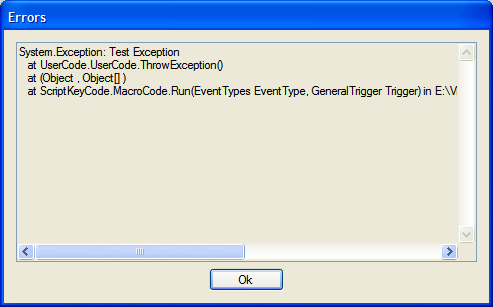 Errors
System.Exception: Test Exception
at UserCode.UserCode.ThrowException()
at (Object , Object[] )
at ScriptKeyCode.MacroCode.Run(EventTypes EventType, GeneralTrigger Trigger) in E:\V
Ok